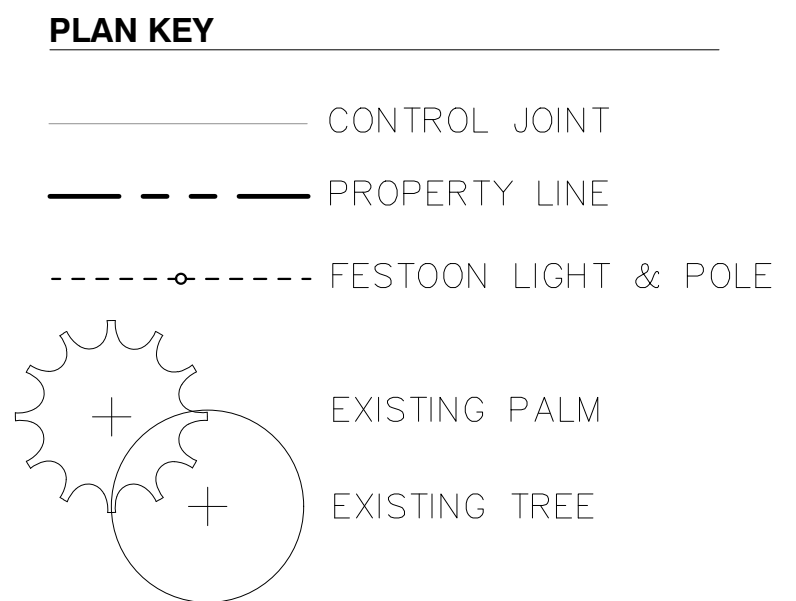 PLAN KEY
CONTROL JOINT
PROPERTY LINE
FESTOON LIGHT & POLE
EXISTING PALM
EXISTING TREE